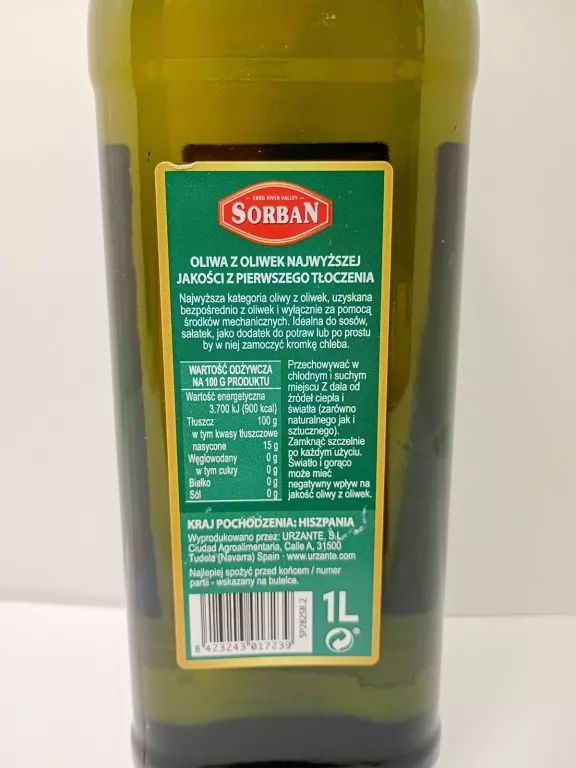 EBRO RIVER VALLEY
SORBAN
OLIWA Z OLIWEK NAJWYŻSZEJ
JAKOŚCI Z PIERWSZEGO TŁOCZENIA
Najwyższa kategoria oliwy z oliwek, uzyskana
bezpośrednio z oliwek i wyłącznie za pomocą
środków mechanicznych. Idealna do sosów,
sałatek, jako dodatek do potraw lub po prostu
by w niej zamoczyć kromkę chleba.
WARTOŚĆ ODŻYWCZA
NA 100 G PRODUKTU
Wartość energetyczna
3.700 kJ (900 kcal)
Tłuszcz 100 g
w tym kwasy tłuszczowe
nasycone 15 g
Węglowodany 0 g
w tym cukry 0 g
Białko 0 g
Sól 0 g
Przechowywać w
chłodnym i suchym
miejscu Z dala od
źródeł ciepła i
światła (zarówno
naturalnego jak i
sztucznego).
Zamknąć szczelnie
po każdym użyciu.
Światło i gorąco
może mieć
negatywny wpływ na
jakość oliwy z oliwek.
KRAJ POCHODZENIA: HISZPANIA
Wyprodukowano przez: URZANTE, S.L.
Ciudad Agroalimentaria, Calle A, 31500
Tudela (Navarra) Spain · www.urzante.com
Najlepiej spożyć przed końcem / numer
partii - wskazany na butelce.
8 423243 017239
SP2825B.2
1L